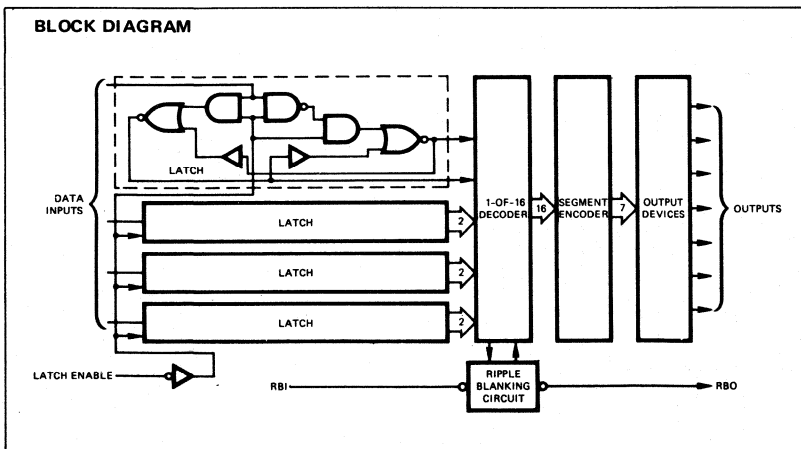 BLOCK DIAGRAM
LATCH
DATA
INPUTS
LATCH
2
LATCH
2
LATCH
2
1-OF-16
DECODER
16
SEGMENT
ENCODER
7
OUTPUT
DEVICES
OUTPUTS
LATCH ENABLE
RBI
RIPPLE
BLANKING
CIRCUIT
RBO